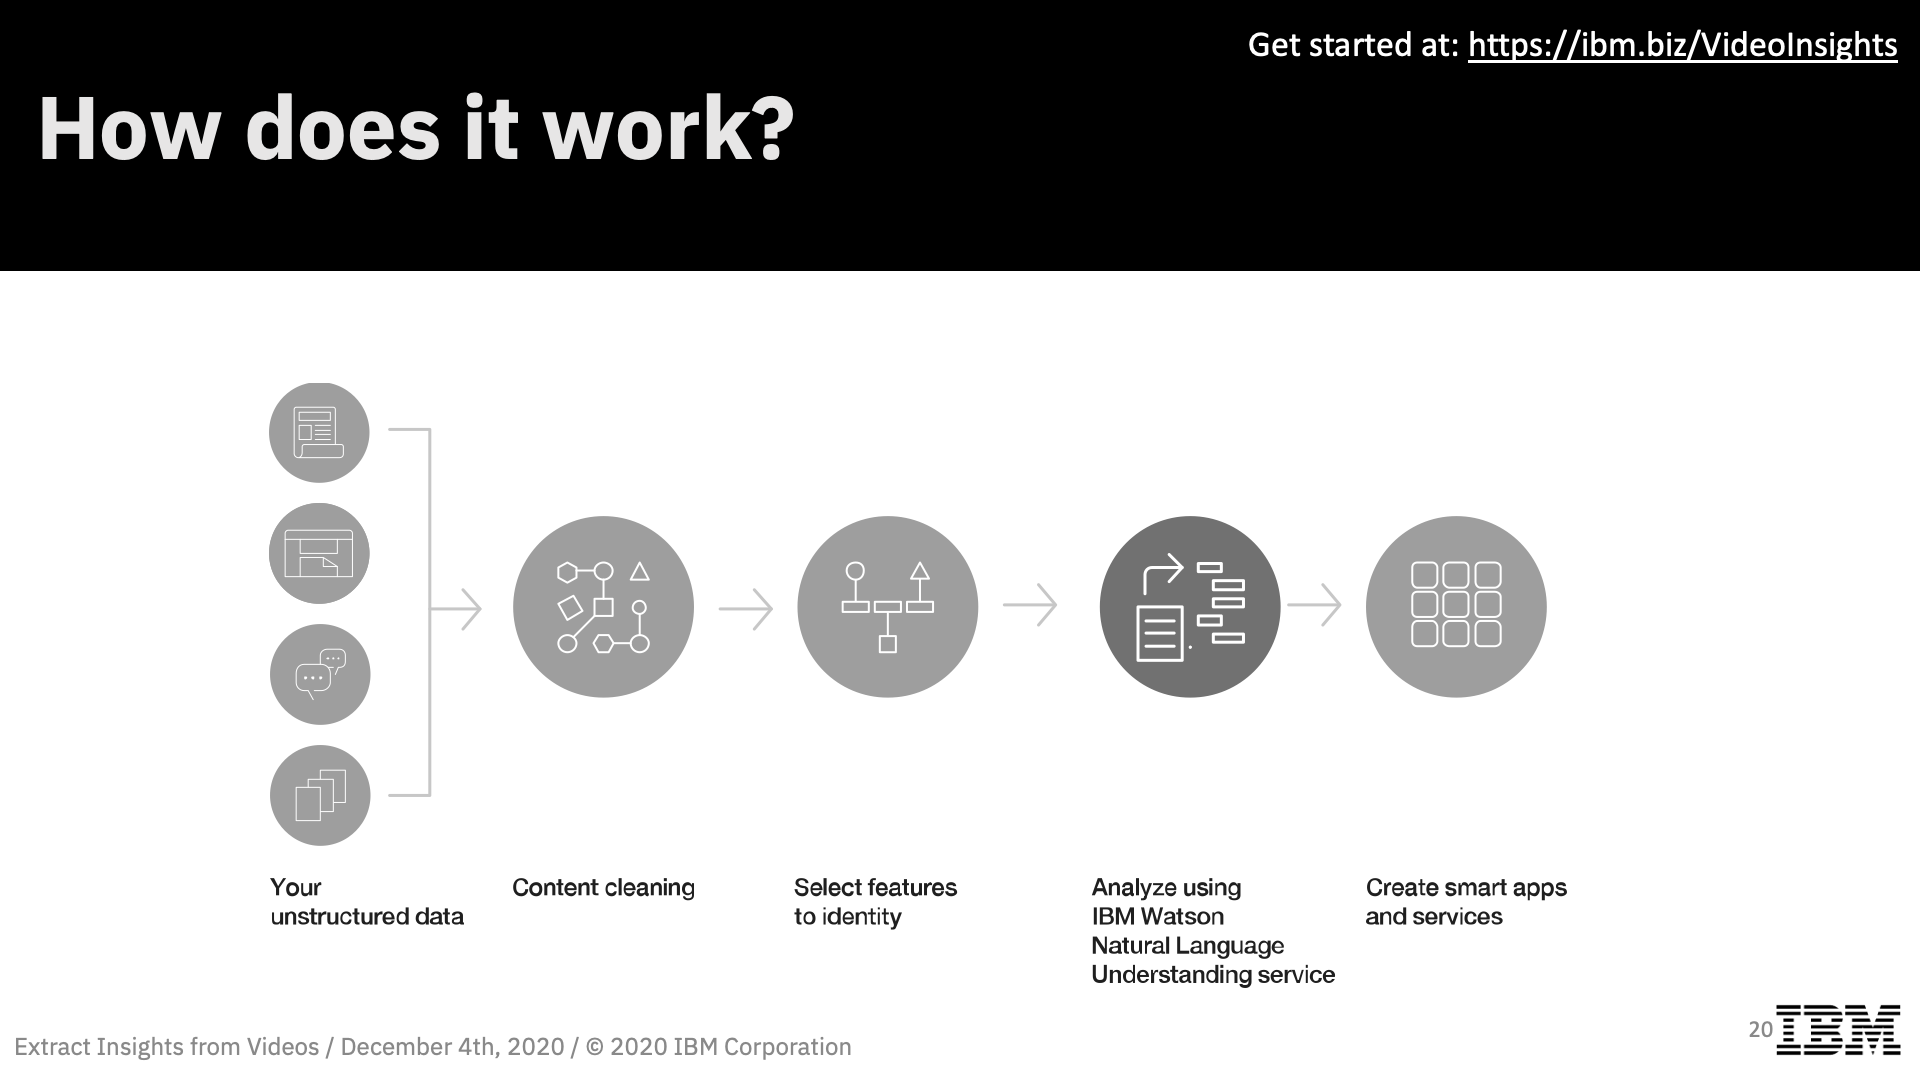 Get started at: https://ibm.biz/VideoInsights
How does it work?
Your
unstructured data
Content cleaning
Select features
to identity
Analyze using
IBM Watson
Natural Language
Understanding service
Create smart apps
and services
Extract Insights from Videos / December 4th, 2020 / © 2020 IBM Corporation
20
IBM